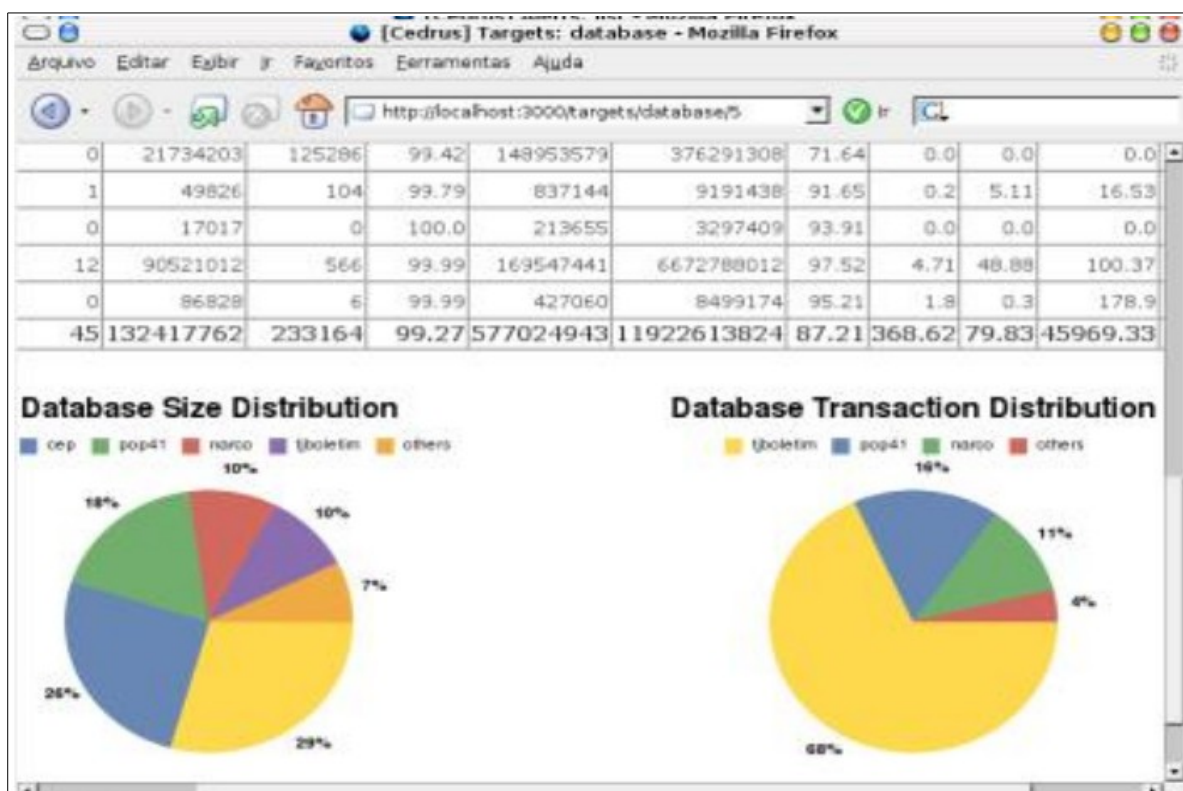 [Cedrus] Targets: database - Mozilla Firefox
Arquivo Editar Exibir Ir Favoritos Ferramentas Ajuda
http://localhost:3000/targets/database/5 Ir
0 21734203 125286 99.42 148953579 376291308 71.64 0.0 0.0 0.0
1 49826 104 99.79 837144 9191438 91.65 0.2 5.11 16.53
0 17017 0 100.0 213655 3297409 93.91 0.0 0.0 0.0
12 90521012 566 99.99 169547441 6672788012 97.52 4.71 48.88 100.37
0 86828 6 99.99 427060 8499174 95.21 1.8 0.3 178.9
45 132417762 233164 99.27 577024943 11922613824 87.21 368.62 79.83 45969.33
Database Size Distribution
cep pop41 narco tjboletim others
10%
18%
10%
7%
26%
29%
Database Transaction Distribution
tjboletim pop41 narco others
16%
11%
4%
68%